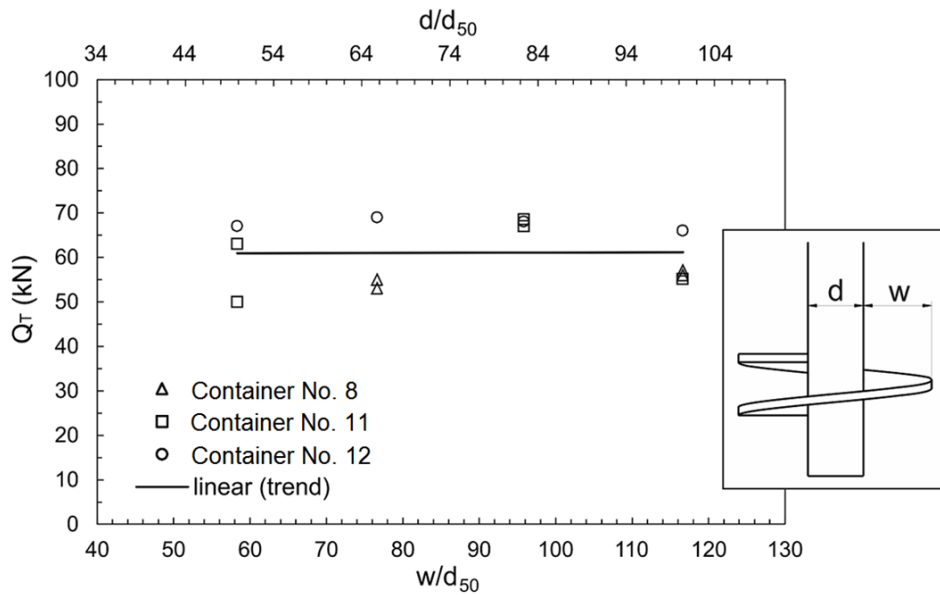 d/d50
34 44 54 64 74 84 94 104
100
90
80
70
60
50
40
30
20
10
0
QT (kN)
Container No. 8
Container No. 11
Container No. 12
linear (trend)
40 50 60 70 80 90 100 110 120 130
w/d50
d w